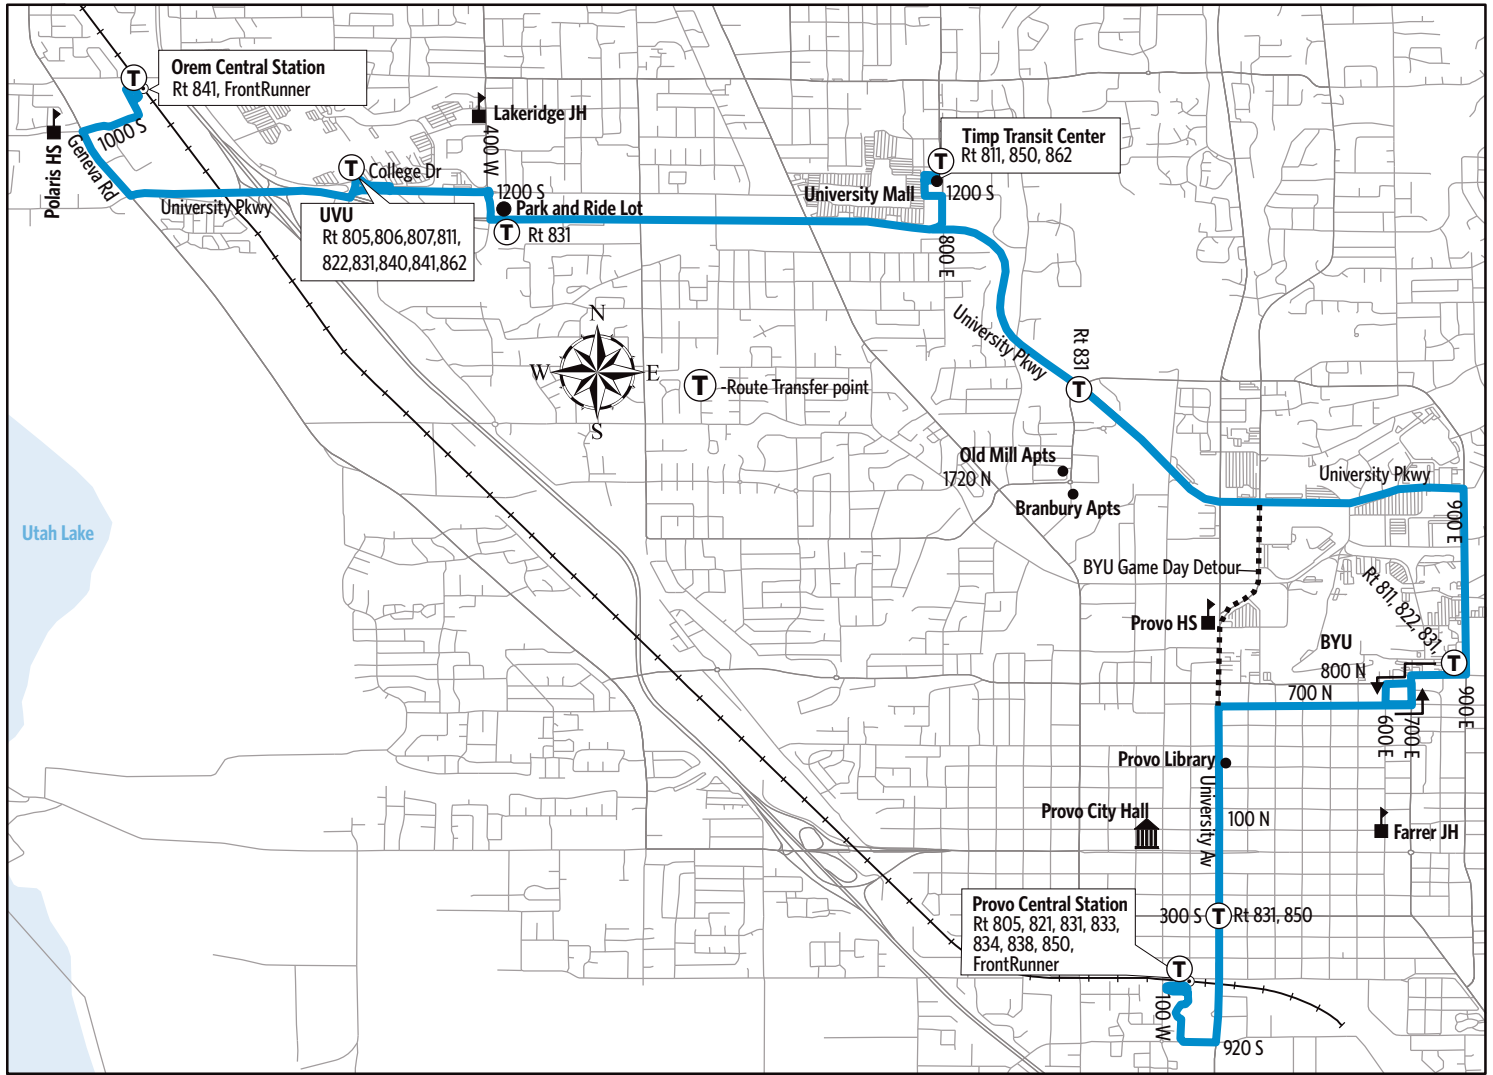 Orem Central Station
Rt 841, FrontRunner
T
1000 S
Polaris HS
Geneva Rd
Lakeridge JH
400 W
T
College Dr
University Pkwy
UVU
Rt 805,806,807,811,
822,831,840,841,862
1200 S
Park and Ride Lot
T
Rt 831
Timp Transit Center
Rt 811, 850, 862
T
University Mall
1200 S
800 E
University Pkwy
Rt 831
T
N
W
E
S
T
-Route Transfer point
Old Mill Apts
1720 N
Branbury Apts
University Pkwy
900 E
Utah Lake
BYU Game Day Detour
Rt 811, 822, 831,
Provo HS
BYU
800 N
T
700 N
900 E
600 E
700 E
Provo Library
University Av
Provo City Hall
100 N
Farrer JH
Provo Central Station
Rt 805, 821, 831, 833,
834, 838, 850,
FrontRunner
300 S
T
Rt 831, 850
T
100 W
920 S